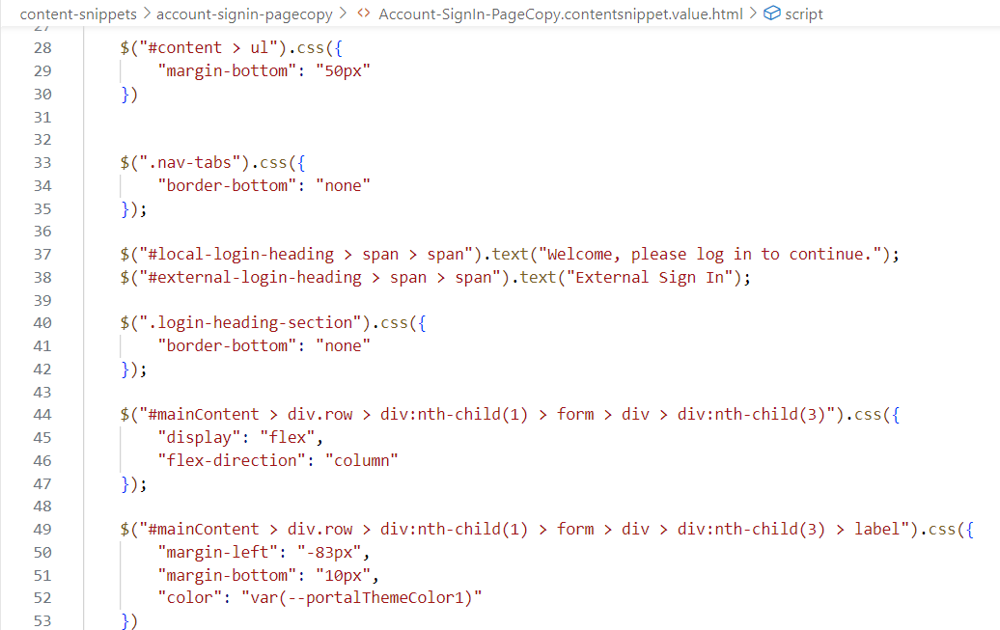 content-snippets > account-signin-pagecopy > <> Account-SignIn-PageCopy.contentsnippet.value.html > script
27
28 $("#content > ul").css({
29 "margin-bottom": "50px"
30 })
31
32
33 $(".nav-tabs").css({
34 "border-bottom": "none"
35 });
36
37 $("#local-login-heading > span > span").text("Welcome, please log in to continue.");
38 $("#external-login-heading > span > span").text("External Sign In");
39
40 $(".login-heading-section").css({
41 "border-bottom": "none"
42 });
43
44 $("#mainContent > div.row > div:nth-child(1) > form > div > div:nth-child(3)").css({
45 "display": "flex",
46 "flex-direction": "column"
47 });
48
49 $("#mainContent > div.row > div:nth-child(1) > form > div > div:nth-child(3) > label").css({
50 "margin-left": "-83px",
51 "margin-bottom": "10px",
52 "color": "var(--portalThemeColor1)"
53 })